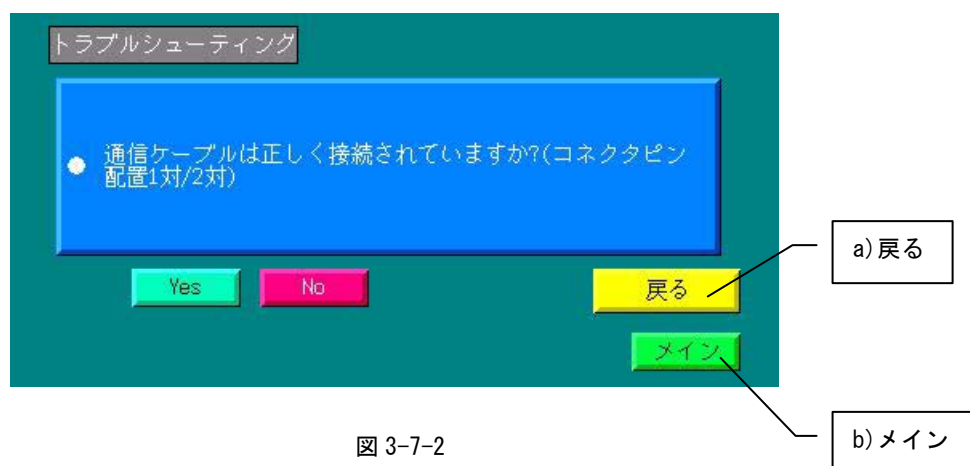 トラブルシューティング
通信ケーブルは正しく接続されていますか?(コネクタピン
配置1対/2対)
Yes
No
戻る
メイン
a)戻る
b)メイン
図 3-7-2